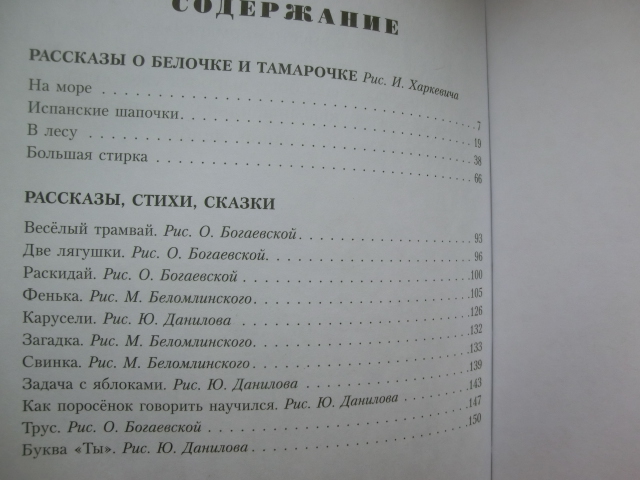 СОДЕРЖАНИЕ
РАССКАЗЫ О БЕЛОЧКЕ И ТАМАРОЧКЕ Рис. И. Харкевича
На море . . . . . . . . . . . . . . . . . . . . 7
Испанские шапочки. . . . . . . . . . . . . . . . . . . . 19
В лесу . . . . . . . . . . . . . . . . . . . . 38
Большая стирка . . . . . . . . . . . . . . . . . . . . 66
РАССКАЗЫ, СТИХИ, СКАЗКИ
Весёлый трамвай. Рис. О. Богаевской. . . . . . . . . . . . . . . 93
Две лягушки. Рис. О. Богаевской. . . . . . . . . . . . . . . 96
Раскидай. Рис. О. Богаевской . . . . . . . . . . . . . . . 100
Фенька. Рис. М. Беломлинского. . . . . . . . . . . . . . . 105
Карусели. Рис. Ю. Данилова . . . . . . . . . . . . . . . 126
Загадка. Рис. М. Беломлинского. . . . . . . . . . . . . . . 132
Свинка. Рис. М. Беломлинского. . . . . . . . . . . . . . . 133
Задача с яблоками. Рис. Ю. Данилова . . . . . . . . . . . . 139
Как поросёнок говорить научился. Рис. Ю. Данилова . . . . . 143
Трус. Рис. О. Богаевской . . . . . . . . . . . . . . . 147
Буква «Ты». Рис. Ю. Данилова. . . . . . . . . . . . . . . 150